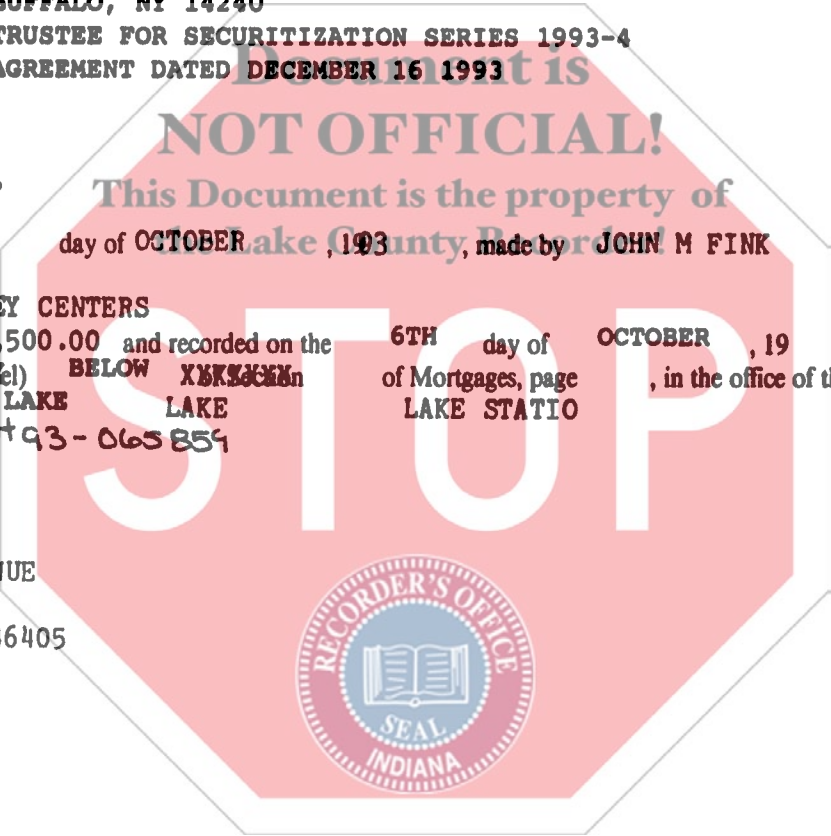 BUFFALO, NY 14240
TRUSTEE FOR SECURITIZATION SERIES 1993-4
AGREEMENT DATED DECEMBER 16 1993
Document is
NOT OFFICIAL!
This Document is the property of
the Lake County Recorder!
day of OCTOBER , 1993 , made by JOHN M FINK
EY CENTERS
,500.00 and recorded on the 6TH day of OCTOBER , 19
el) BELOW of Mortgages, page , in the office of th
LAKE LAKE LAKE STATIO
93-065859
STOP
UE
6405
RECORDER'S OFFICE
SEAL
INDIANA